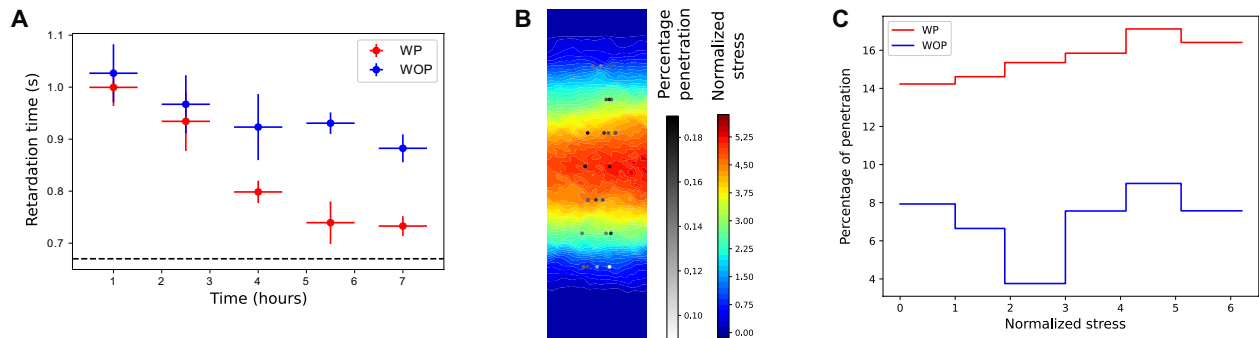 A
1.1
1.0
0.9
0.8
0.7
Retardation time (s)
1 2 3 4 5 6 7
Time (hours)
WP
WOP
B
Percentage
penetration
0,18
0,16
0,14
0,12
0,10
Normalized
stress
5,25
4,50
3,75
3,00
2,25
1,50
0,75
0,00
C
WP
WOP
16
14
12
10
8
6
4
Percentage of penetration
0 1 2 3 4 5 6
Normalized stress